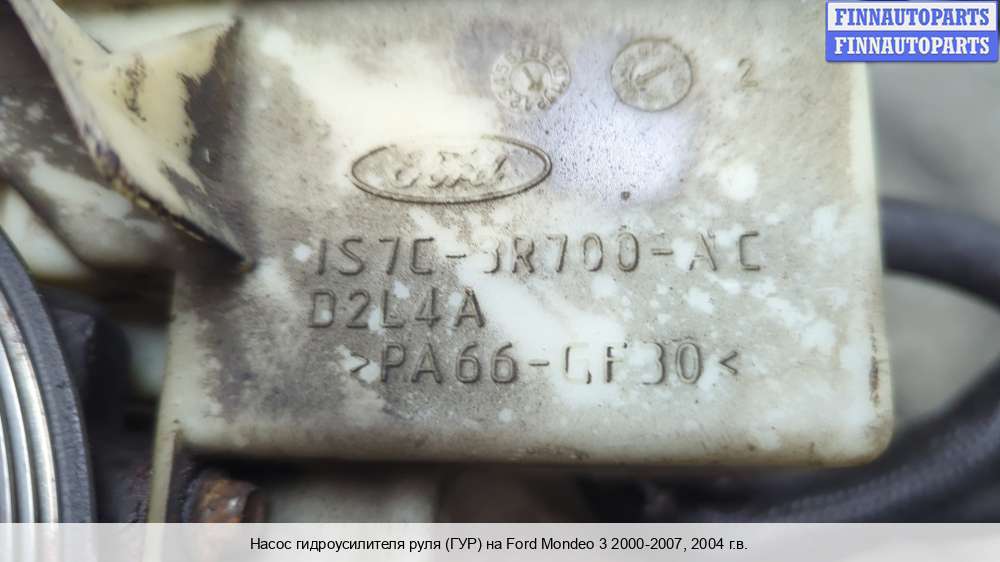 FINNAUTOPARTS
FINNAUTOPARTS
2
Ford
1S7C-3R700-AC
D2L4A
>PA66-GF30<
Насос гидроусилителя руля (ГУР) на Ford Mondeo 3 2000-2007, 2004 г.в.